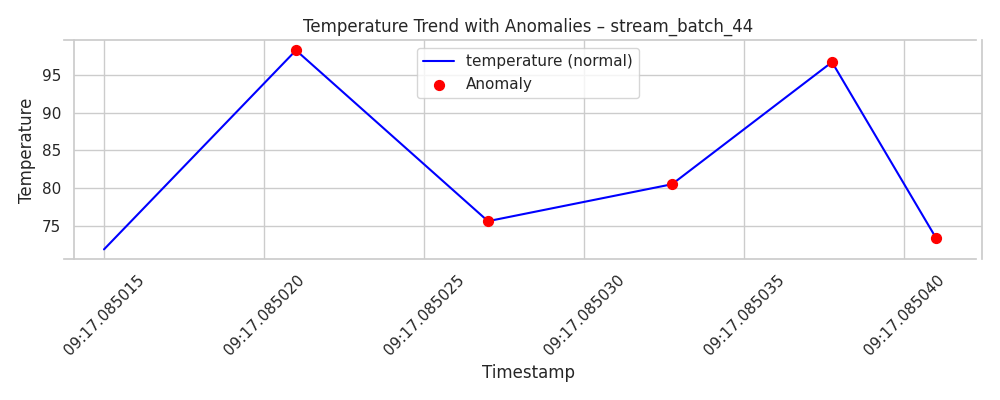 Temperature Trend with Anomalies – stream_batch_44
temperature (normal)
Anomaly
Temperature
95
90
85
80
75
09:17.085015
09:17.085020
09:17.085025
09:17.085030
09:17.085035
09:17.085040
Timestamp